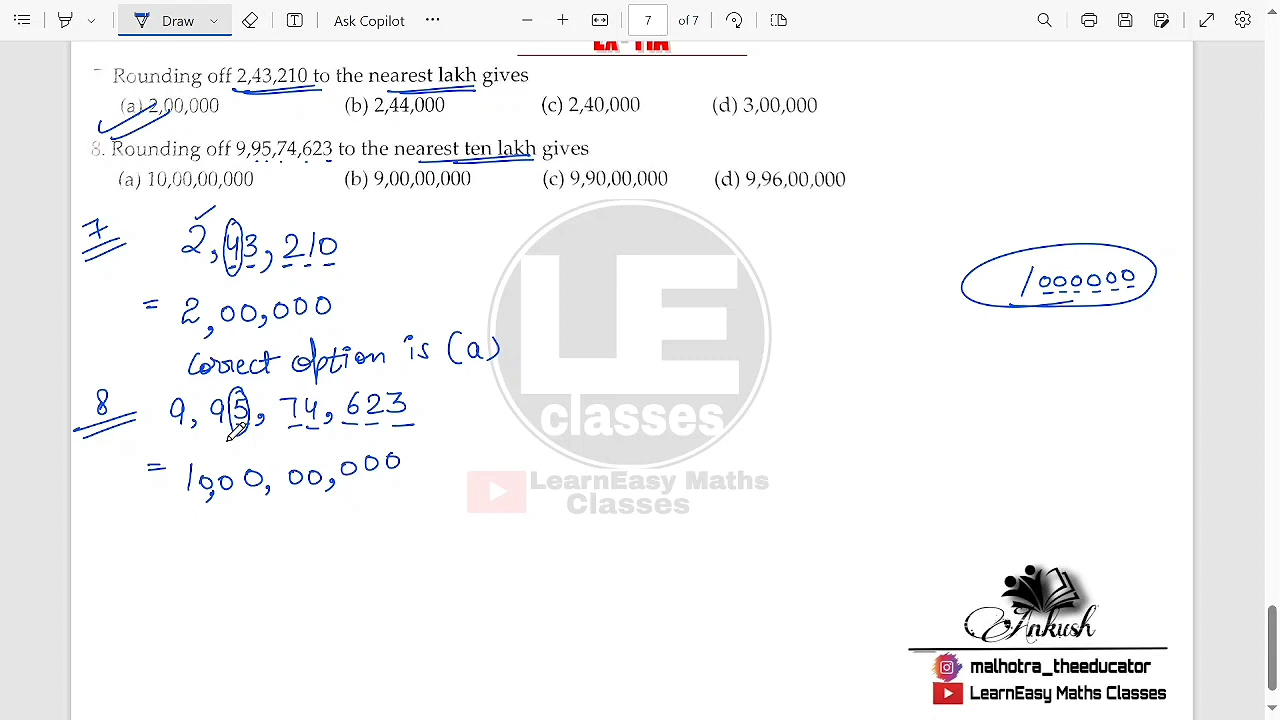 Draw
Ask Copilot
7 of 7
7. Rounding off 2,43,210 to the nearest lakh gives
(a) 2,00,000 (b) 2,44,000 (c) 2,40,000 (d) 3,00,000
8. Rounding off 9,95,74,623 to the nearest ten lakh gives
(a) 10,00,00,000 (b) 9,00,00,000 (c) 9,90,00,000 (d) 9,96,00,000
7 2,43,210
= 2,00,000
correct option is (a)
8 9,95,74,623
= 10,00,00,000
1000000
LE
classes
LearnEasy Maths
Classes
Ankush
malhotra_theeducator
LearnEasy Maths Classes